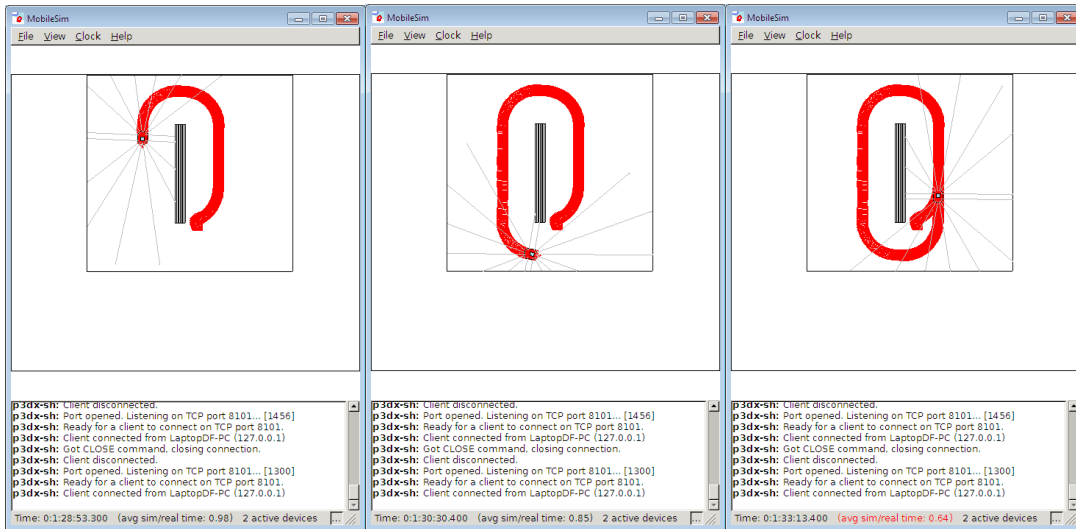 MobileSim
File View Clock Help
p3dx-sh: Client disconnected.
p3dx-sh: Port opened. Listening on TCP port 8101... [1456]
p3dx-sh: Ready for a client to connect on TCP port 8101.
p3dx-sh: Client connected from LaptopDF-PC (127.0.0.1)
p3dx-sh: Got CLOSE command, closing connection.
p3dx-sh: Client disconnected.
p3dx-sh: Port opened. Listening on TCP port 8101... [1300]
p3dx-sh: Ready for a client to connect on TCP port 8101.
p3dx-sh: Client connected from LaptopDF-PC (127.0.0.1)
Time: 0:1:28:53.300 (avg sim/real time: 0.98) 2 active devices ...
MobileSim
File View Clock Help
p3dx-sh: Client disconnected.
p3dx-sh: Port opened. Listening on TCP port 8101... [1456]
p3dx-sh: Ready for a client to connect on TCP port 8101.
p3dx-sh: Client connected from LaptopDF-PC (127.0.0.1)
p3dx-sh: Got CLOSE command, closing connection.
p3dx-sh: Client disconnected.
p3dx-sh: Port opened. Listening on TCP port 8101... [1300]
p3dx-sh: Ready for a client to connect on TCP port 8101.
p3dx-sh: Client connected from LaptopDF-PC (127.0.0.1)
Time: 0:1:30:30.400 (avg sim/real time: 0.85) 2 active devices ...
MobileSim
File View Clock Help
p3dx-sh: Client disconnected.
p3dx-sh: Port opened. Listening on TCP port 8101... [1456]
p3dx-sh: Ready for a client to connect on TCP port 8101.
p3dx-sh: Client connected from LaptopDF-PC (127.0.0.1)
p3dx-sh: Got CLOSE command, closing connection.
p3dx-sh: Client disconnected.
p3dx-sh: Port opened. Listening on TCP port 8101... [1300]
p3dx-sh: Ready for a client to connect on TCP port 8101.
p3dx-sh: Client connected from LaptopDF-PC (127.0.0.1)
Time: 0:1:33:13.400 (avg sim/real time: 0.64) 2 active devices ...